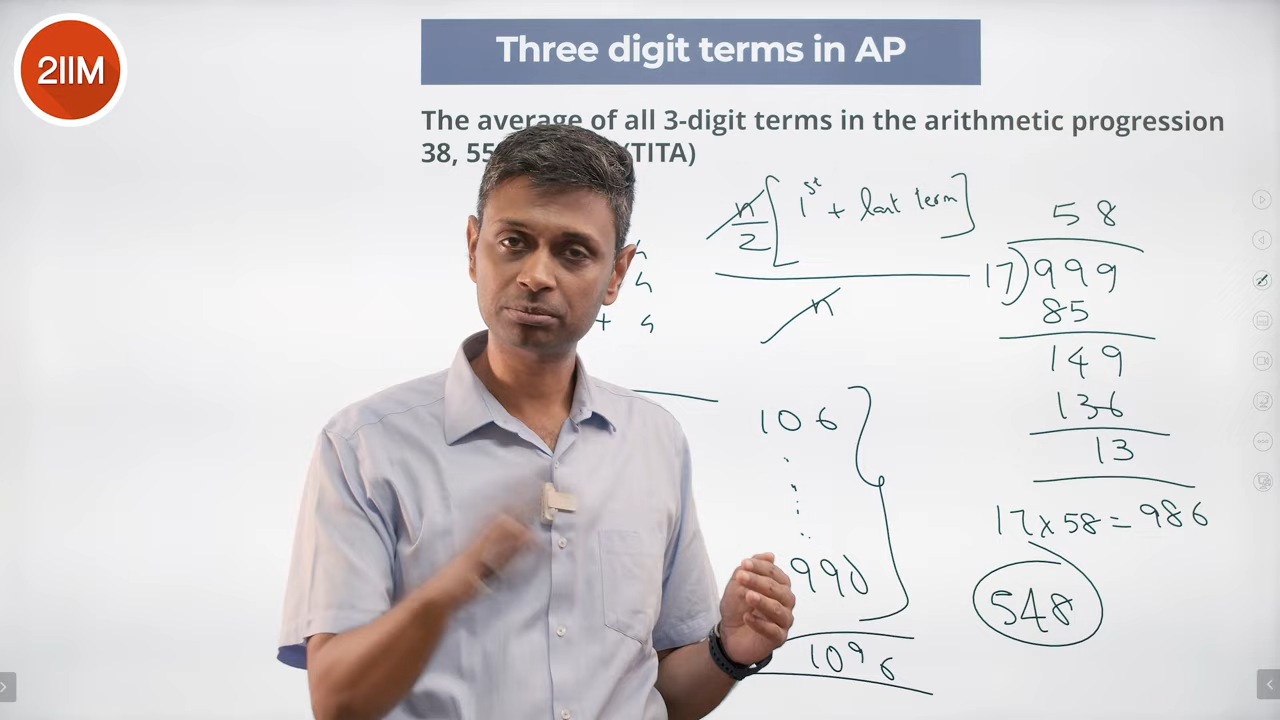 2IIM
Three digit terms in AP
The average of all 3-digit terms in the arithmetic progression
38, 55 (TITA)
n/2 [ 1st + last term ]
n
+ 4
106
990
1096
58
17)999
85
149
136
13
17 x 58 = 986
548